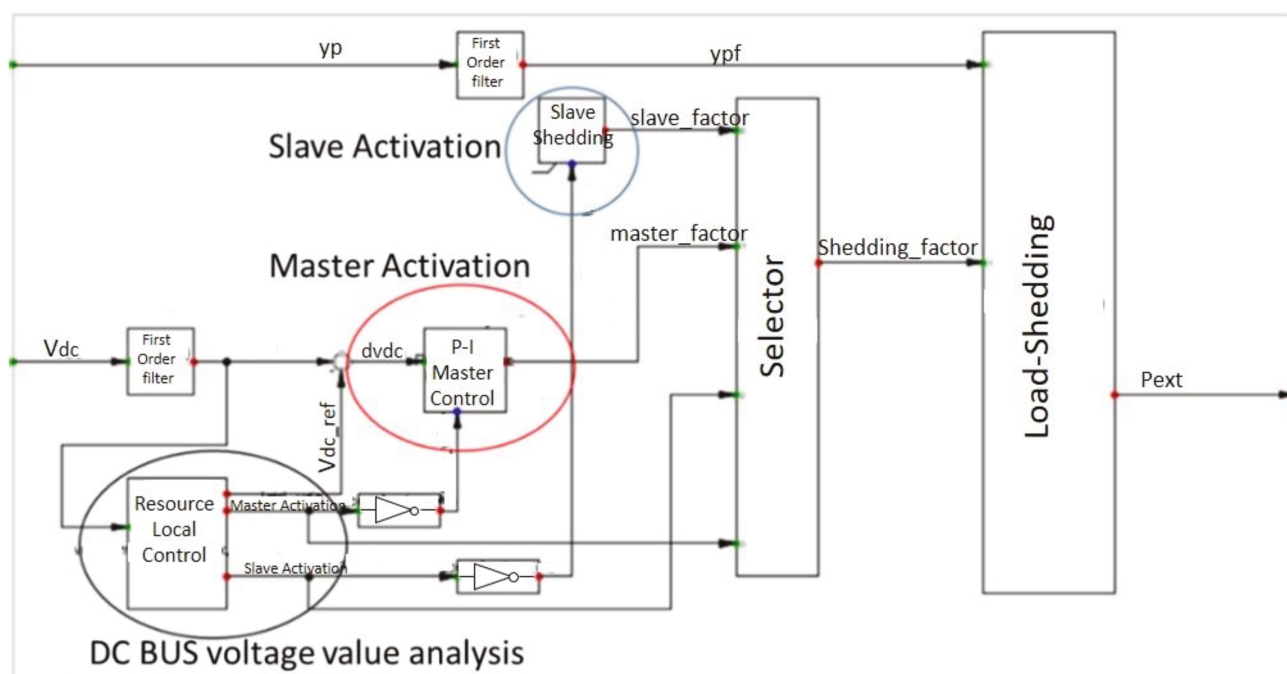 yp
First
Order
filter
ypf
Slave
Shedding
slave_factor
Slave Activation
master_factor
Master Activation
Shedding_factor
Selector
Load-Shedding
Vdc
First
Order
filter
dvdc
P-I
Master
Control
Pext
Vdc_ref
Resource
Local
Control
Master Activation
Slave Activation
DC BUS voltage value analysis